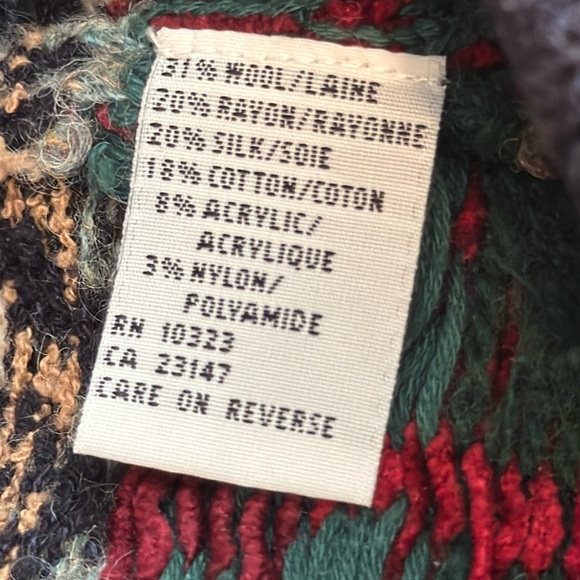 31% WOOL/LAINE
20% RAYON/RAYONNE
20% SILK/SOIE
18% COTTON/COTON
8% ACRYLIC/
ACRYLIQUE
3% NYLON/
POLYAMIDE
RN 10323
CA 23147
CARE ON REVERSE